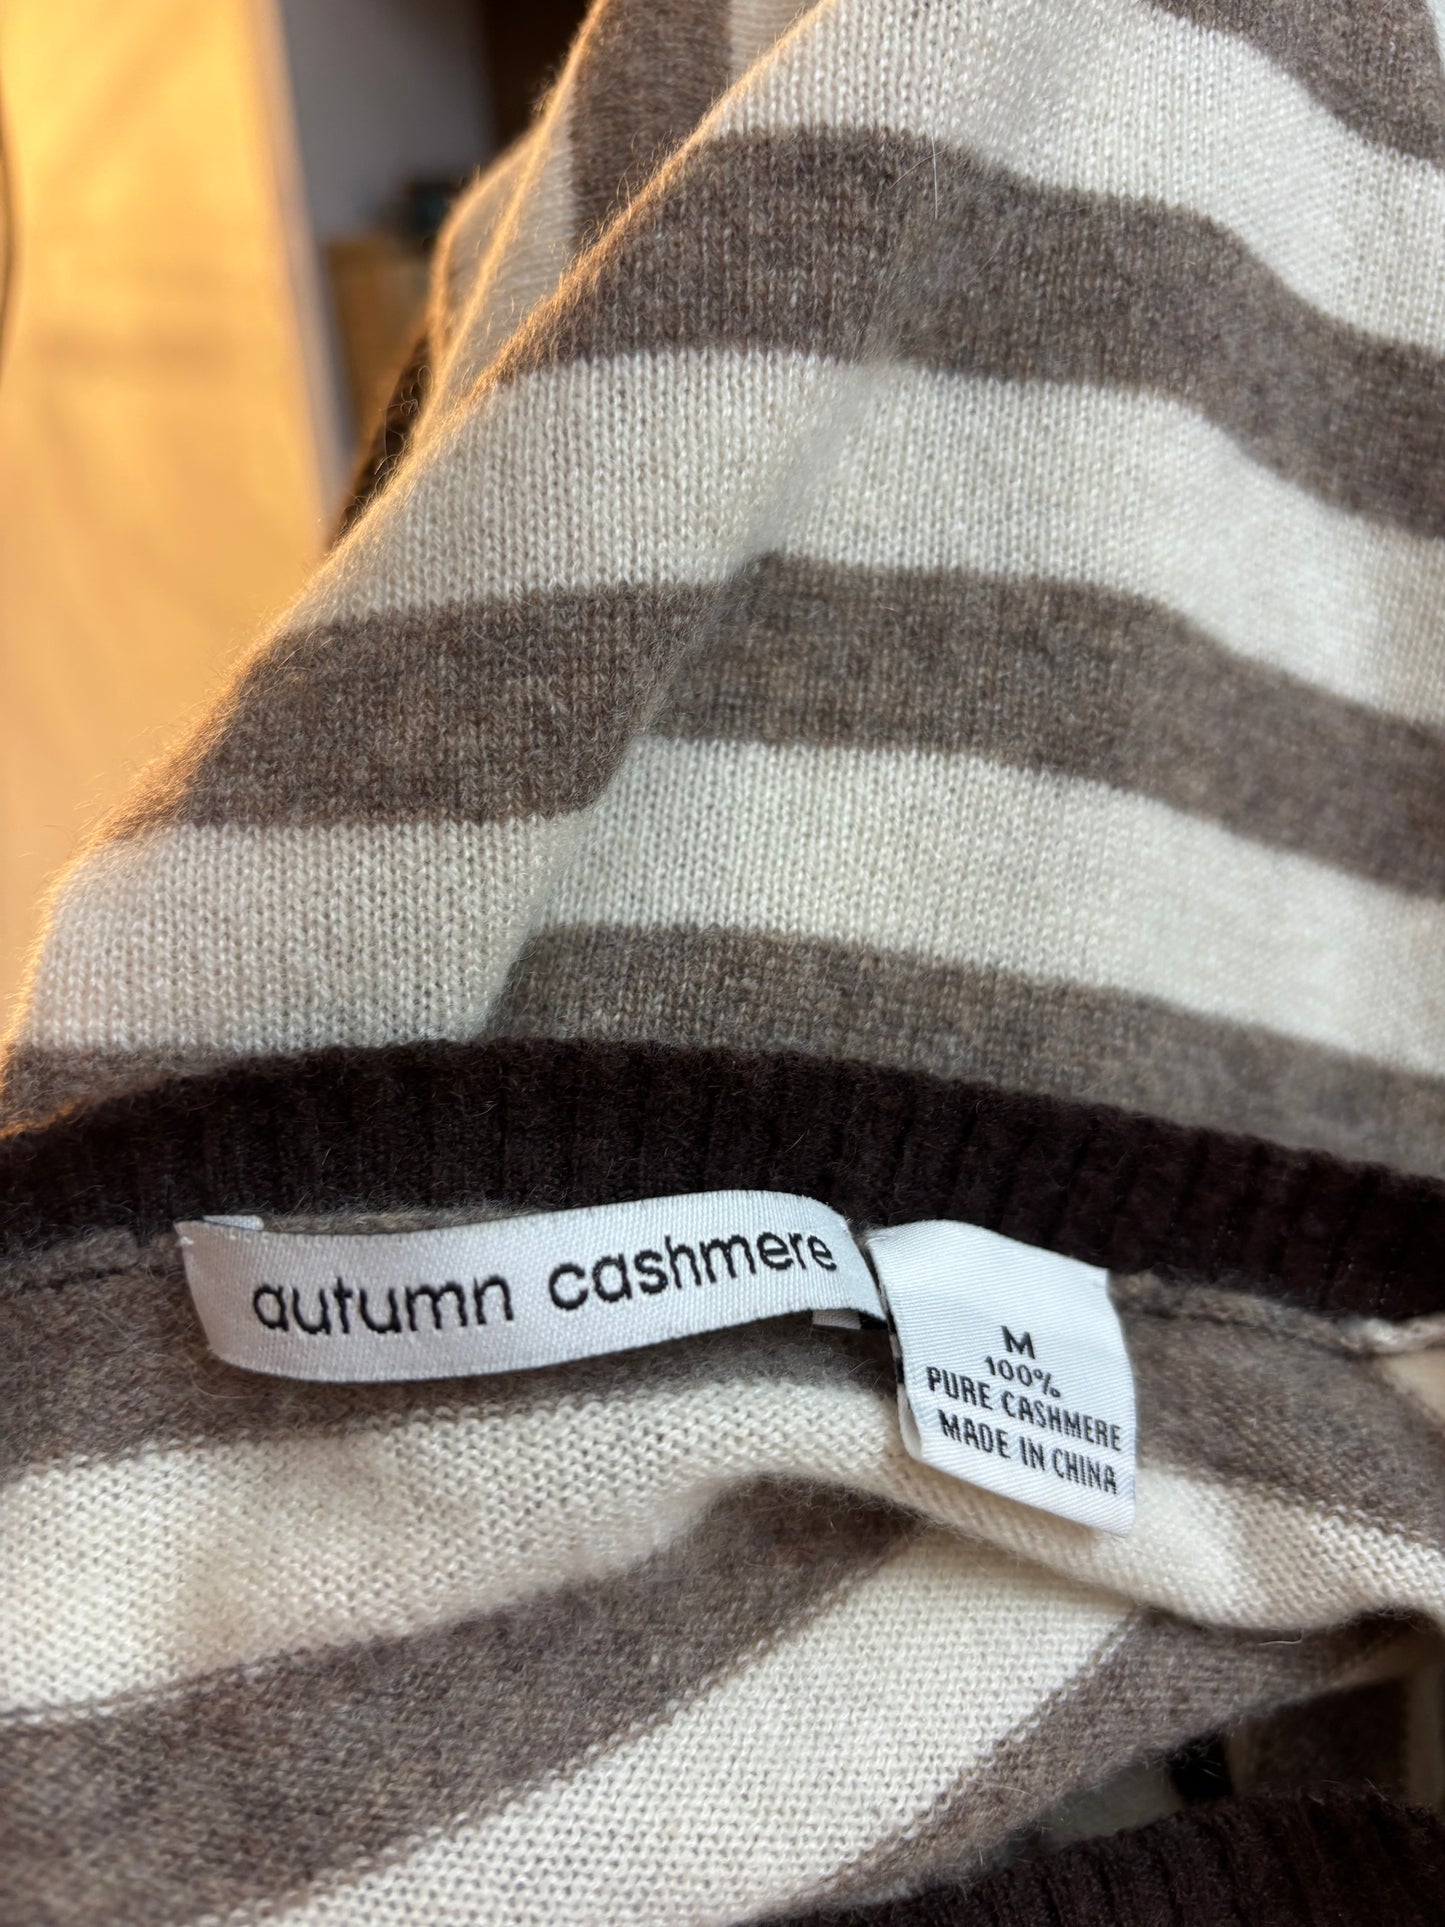 autumn cashmere
M
100%
PURE CASHMERE
MADE IN CHINA